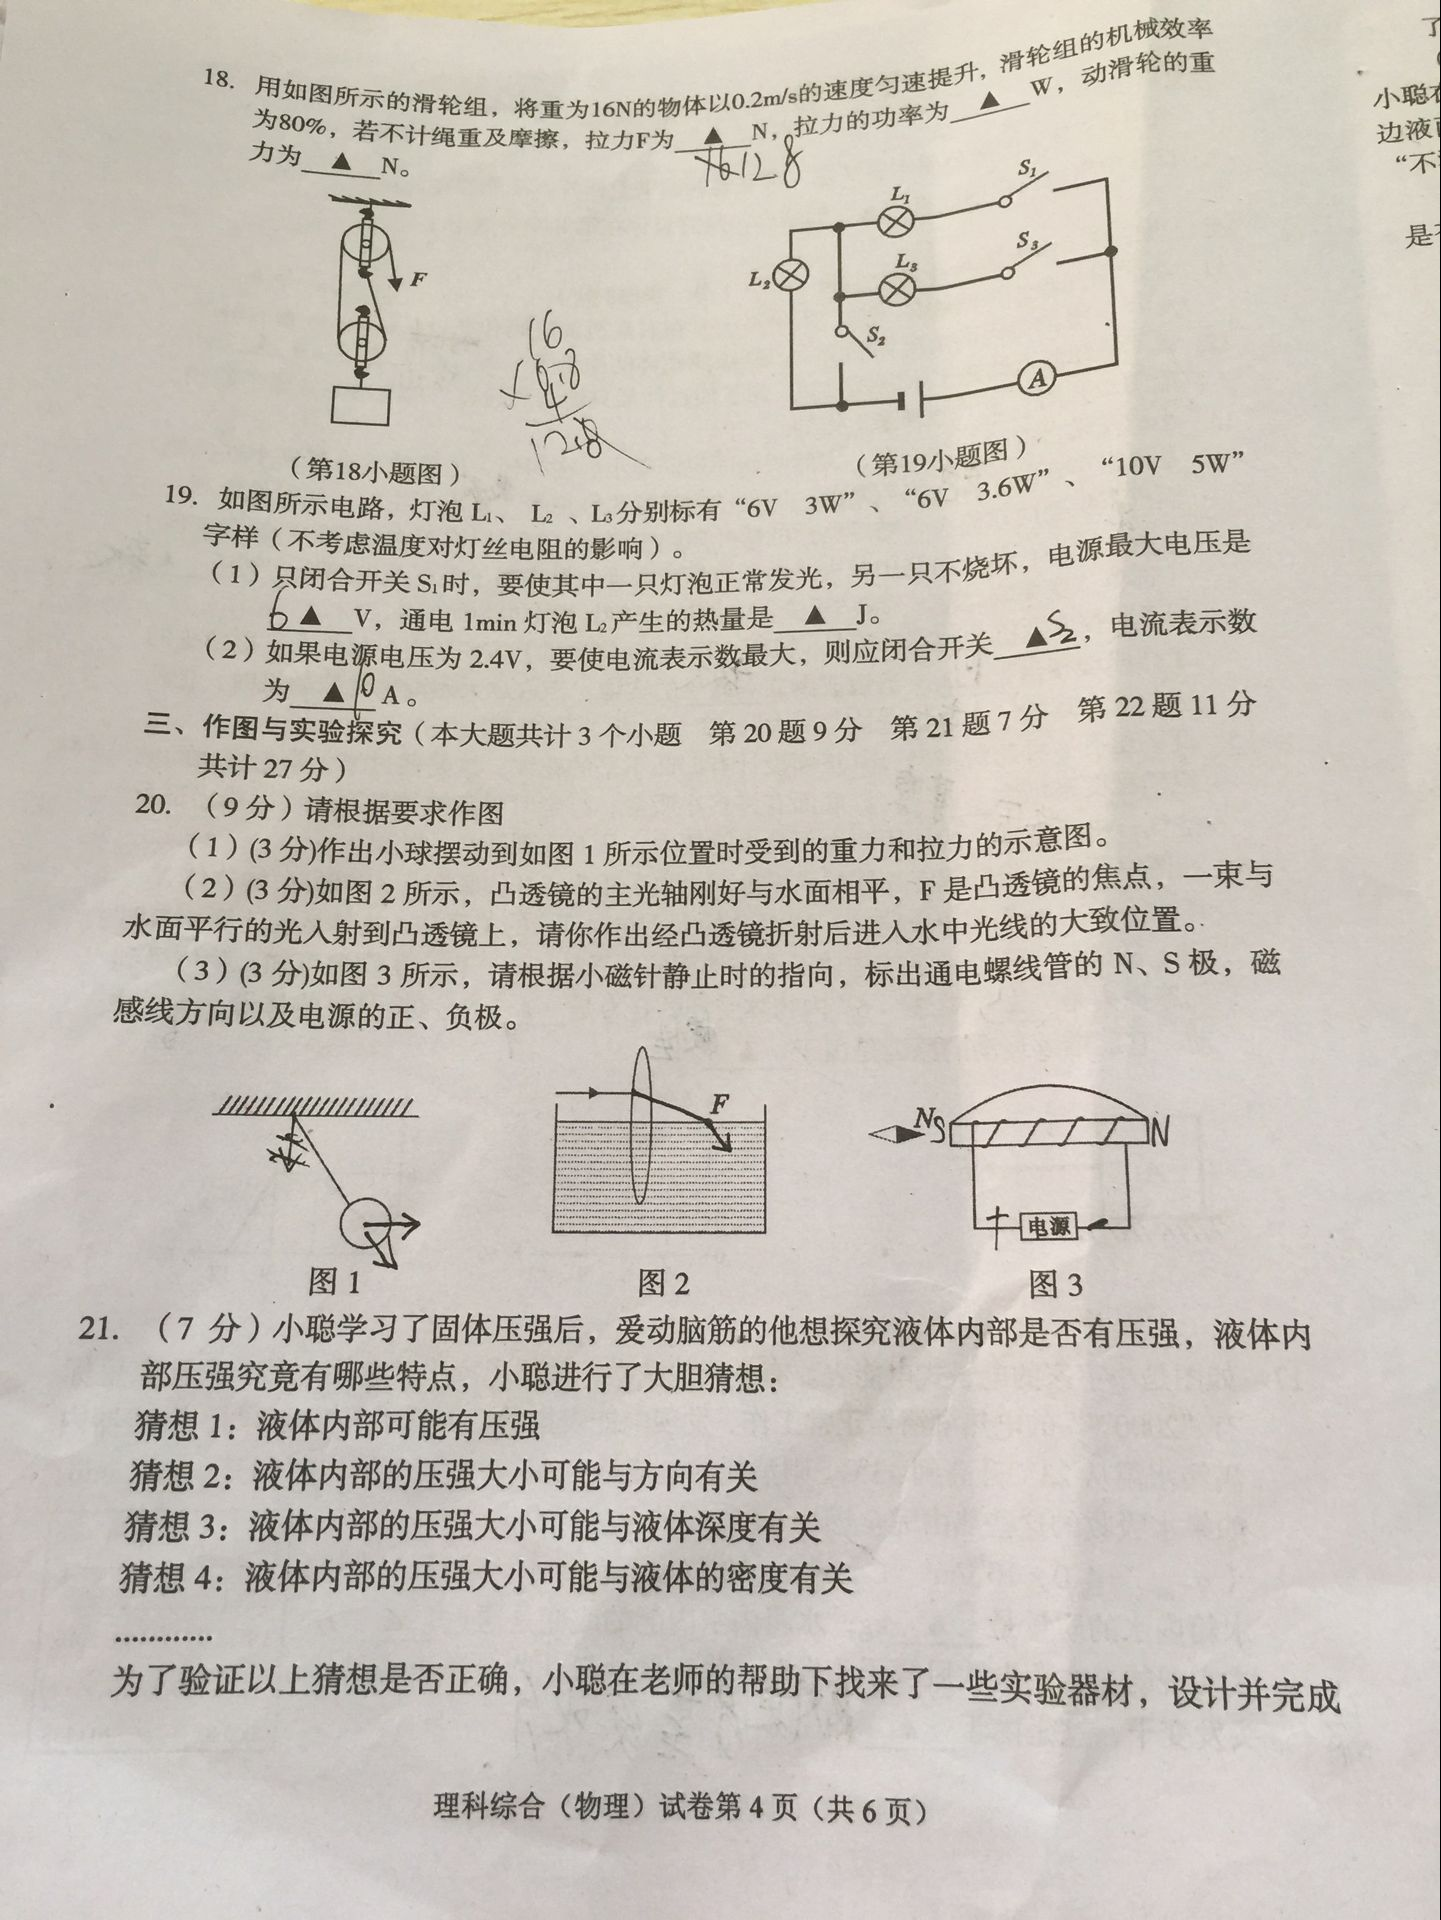 18. 用如图所示的滑轮组，将重为16N的物体以0.2m/s的速度匀速提升，滑轮组的机械效率
为80%，若不计绳重及摩擦，拉力F为 ▲ N，拉力的功率为 ▲ W，动滑轮的重
力为 ▲ N。
128
F
L₁
S₁
L₂
L₃
S₃
S₂
A
16
×0.8
12.8
（第18小题图）
（第19小题图）
19. 如图所示电路，灯泡 L₁、 L₂ 、L₃分别标有“6V 3W”、“6V 3.6W”、“10V 5W”
字样（不考虑温度对灯丝电阻的影响）。
（1）只闭合开关 S₁时，要使其中一只灯泡正常发光，另一只不烧坏，电源最大电压是
6 ▲ V，通电 1min 灯泡 L₂产生的热量是 ▲ J。
（2）如果电源电压为 2.4V，要使电流表示数最大，则应闭合开关 ▲ S₂，电流表示数
为 ▲ 10 A。
三、作图与实验探究（本大题共计 3 个小题 第 20 题 9 分 第 21 题 7 分 第 22 题 11 分
共计 27 分）
20. （9 分）请根据要求作图
（1）(3 分)作出小球摆动到如图 1 所示位置时受到的重力和拉力的示意图。
（2）(3 分)如图 2 所示，凸透镜的主光轴刚好与水面相平，F 是凸透镜的焦点，一束与
水面平行的光入射到凸透镜上，请你作出经凸透镜折射后进入水中光线的大致位置。
（3）(3 分)如图 3 所示，请根据小磁针静止时的指向，标出通电螺线管的 N、S 极，磁
感线方向以及电源的正、负极。
F
N S N
+ 电源 -
图 1
图 2
图 3
21. （7 分）小聪学习了固体压强后，爱动脑筋的他想探究液体内部是否有压强，液体内
部压强究竟有哪些特点，小聪进行了大胆猜想：
猜想 1：液体内部可能有压强
猜想 2：液体内部的压强大小可能与方向有关
猜想 3：液体内部的压强大小可能与液体深度有关
猜想 4：液体内部的压强大小可能与液体的密度有关
…………
为了验证以上猜想是否正确，小聪在老师的帮助下找来了一些实验器材，设计并完成
理科综合（物理）试卷第 4 页（共 6 页）
小聪
边液
“不
是